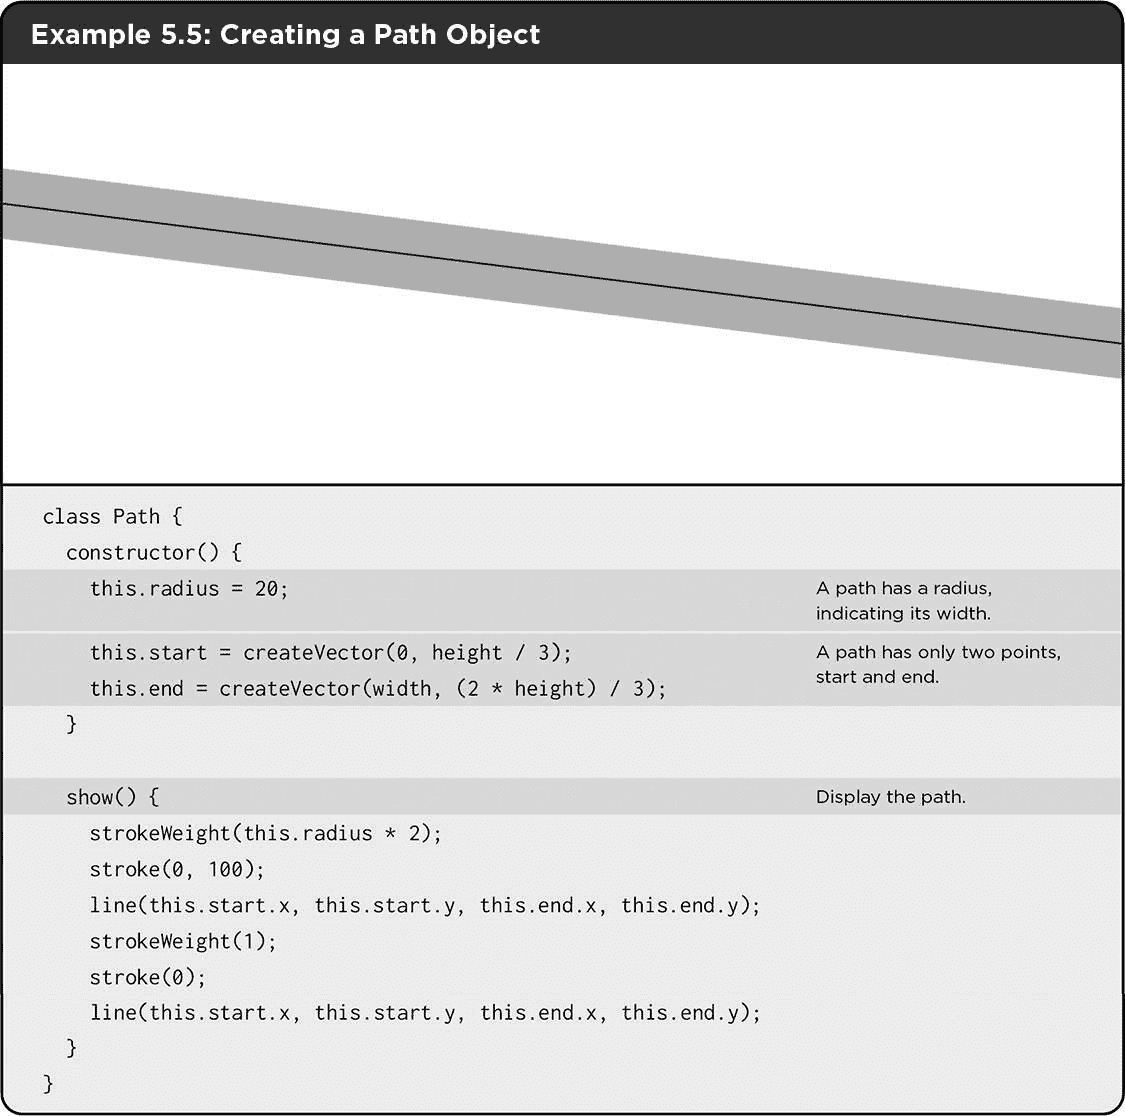 Example 5.5: Creating a Path Object
class Path {
constructor() {
this.radius = 20;
A path has a radius,
indicating its width.
this.start = createVector(0, height / 3);
this.end = createVector(width, (2 * height) / 3);
A path has only two points,
start and end.
}
show() {
Display the path.
strokeWeight(this.radius * 2);
stroke(0, 100);
line(this.start.x, this.start.y, this.end.x, this.end.y);
strokeWeight(1);
stroke(0);
line(this.start.x, this.start.y, this.end.x, this.end.y);
}
}